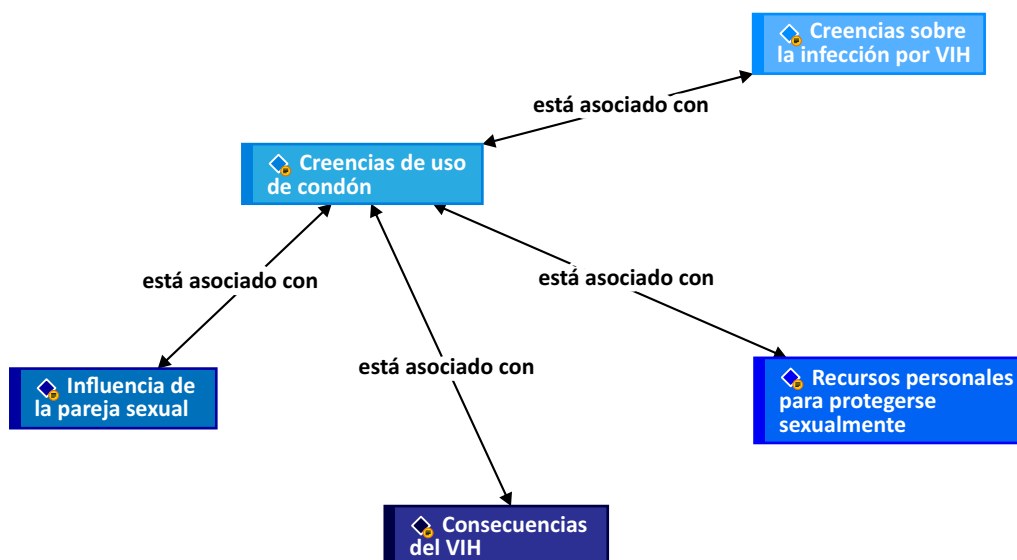 Creencias sobre
la infección por VIH
está asociado con
Creencias de uso
de condón
está asociado con
está asociado con
está asociado con
Influencia de
la pareja sexual
Recursos personales
para protegerse
sexualmente
Consecuencias
del VIH